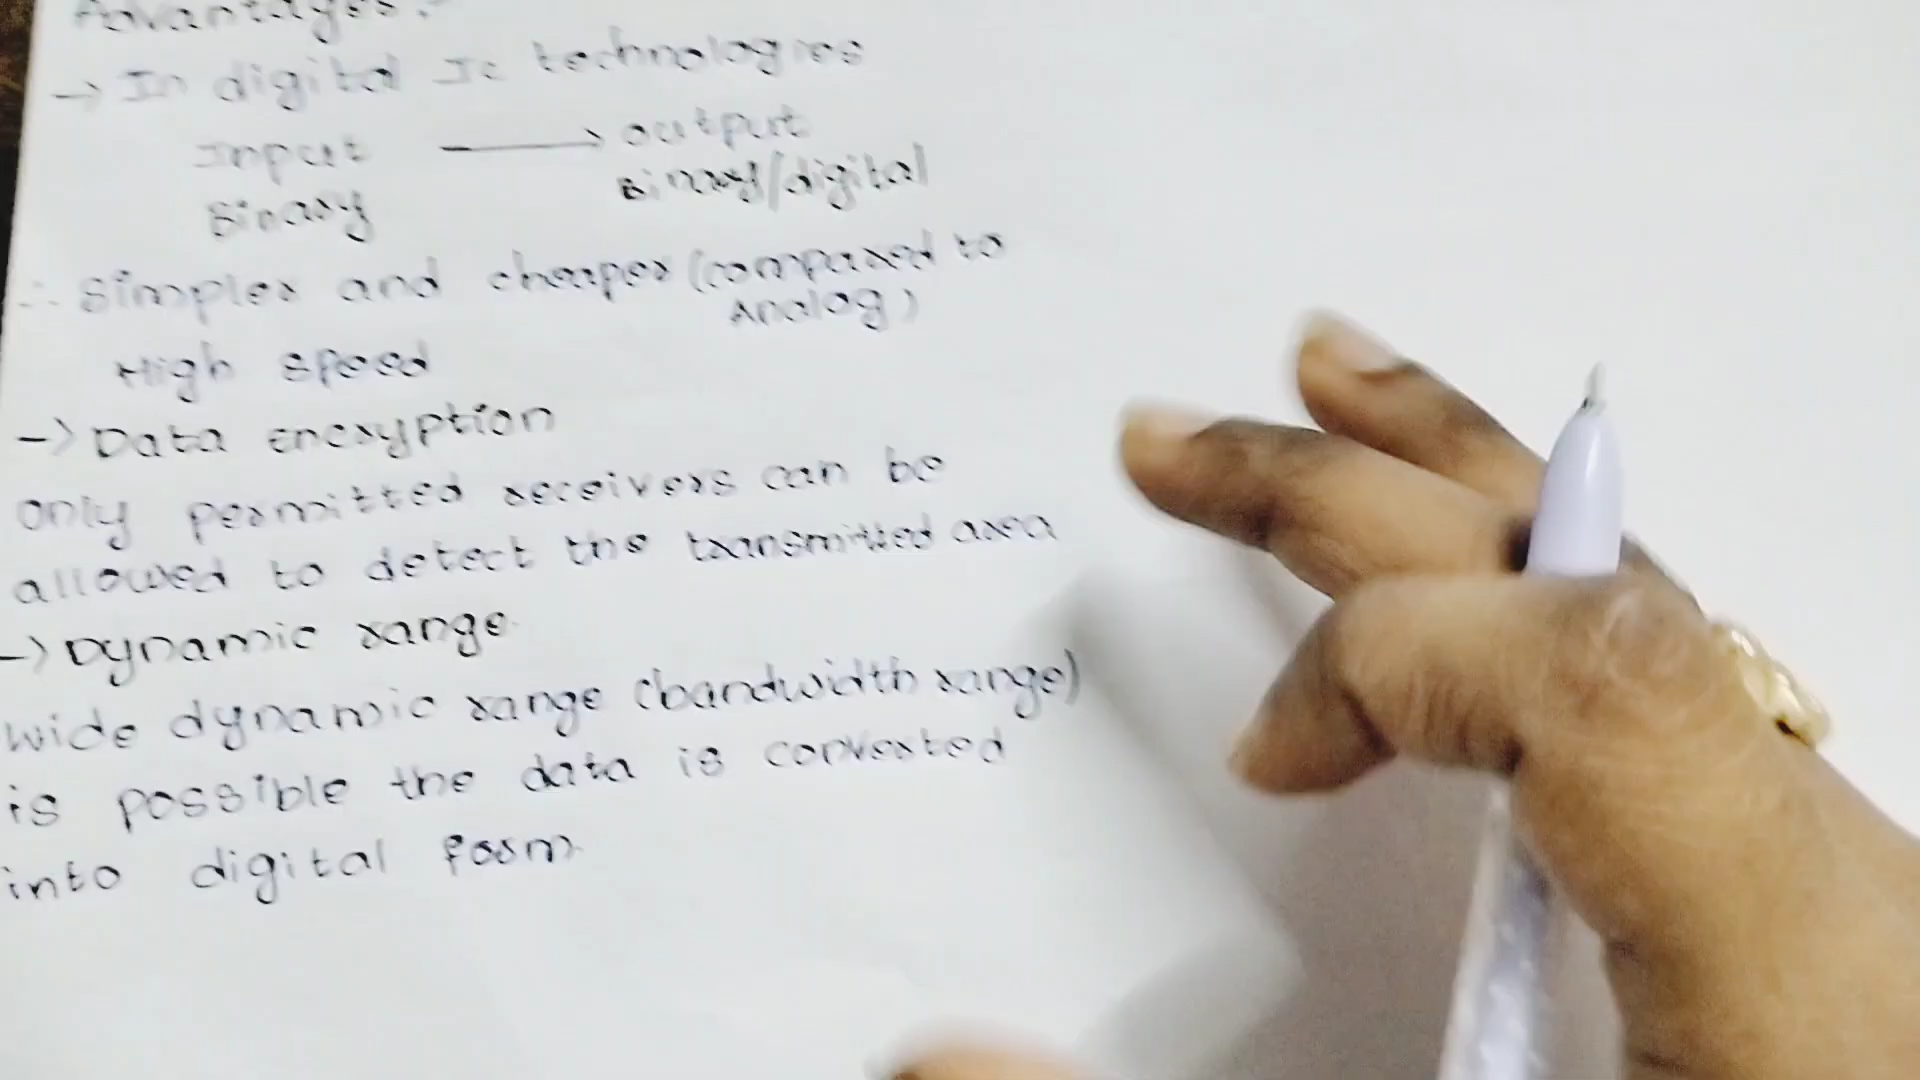 Advantages:-
→ In digital Ic technologies
Input ⟶ output
Binary Binary/digital
∴ Simpler and cheaper (compared to
Analog)
High speed
→ Data encryption
only permitted receivers can be
allowed to detect the transmitted area
→ Dynamic range.
wide dynamic range (bandwidth range)
is possible the data is converted
into digital form.